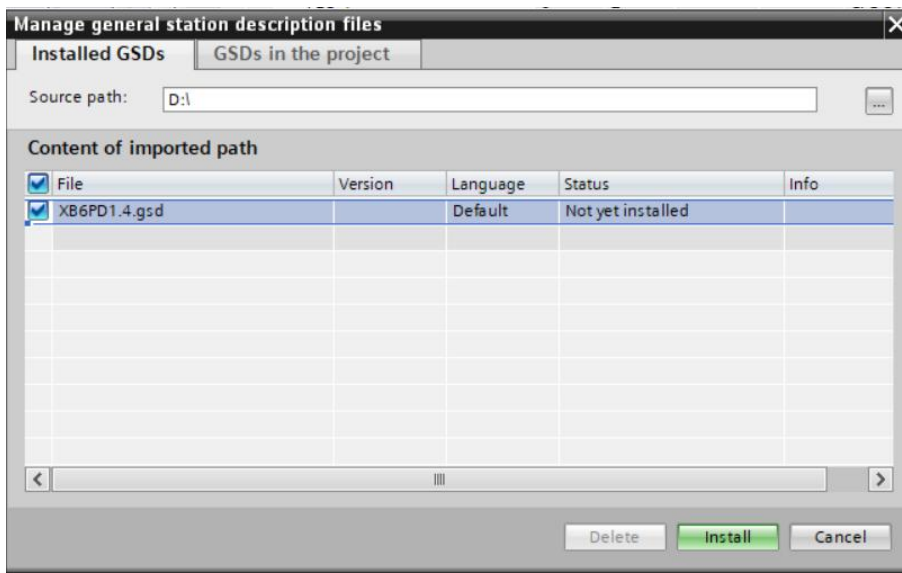 Manage general station description files
Installed GSDs GSDs in the project
Source path: D:\ ...
Content of imported path
File Version Language Status Info
XB6PD1.4.gsd Default Not yet installed
Delete Install Cancel